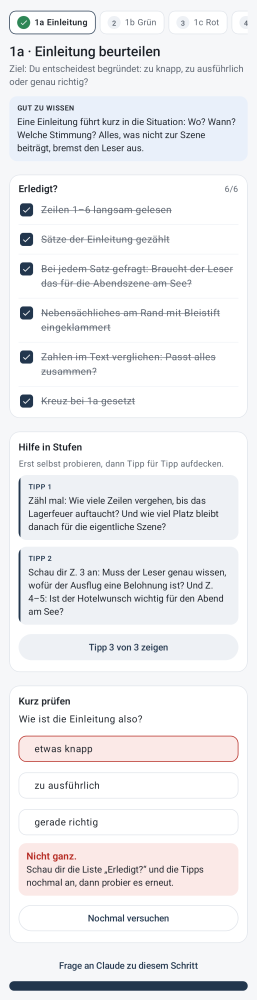 1a Einleitung
2 1b Grün
3 1c Rot
4
1a · Einleitung beurteilen
Ziel: Du entscheidest begründet: zu knapp, zu ausführlich
oder genau richtig?
GUT ZU WISSEN
Eine Einleitung führt kurz in die Situation: Wo? Wann?
Welche Stimmung? Alles, was nicht zur Szene
beiträgt, bremst den Leser aus.
Erledigt? 6/6
Zeilen 1–6 langsam gelesen
Sätze der Einleitung gezählt
Bei jedem Satz gefragt: Braucht der Leser
das für die Abendszene am See?
Nebensächliches am Rand mit Bleistift
eingeklammert
Zahlen im Text verglichen: Passt alles
zusammen?
Kreuz bei 1a gesetzt
Hilfe in Stufen
Erst selbst probieren, dann Tipp für Tipp aufdecken.
TIPP 1
Zähl mal: Wie viele Zeilen vergehen, bis das
Lagerfeuer auftaucht? Und wie viel Platz bleibt
danach für die eigentliche Szene?
TIPP 2
Schau dir Z. 3 an: Muss der Leser genau wissen,
wofür der Ausflug eine Belohnung ist? Und Z.
4–5: Ist der Hotelwunsch wichtig für den Abend
am See?
Tipp 3 von 3 zeigen
Kurz prüfen
Wie ist die Einleitung also?
etwas knapp
zu ausführlich
gerade richtig
Nicht ganz.
Schau dir die Liste „Erledigt?“ und die Tipps
nochmal an, dann probier es erneut.
Nochmal versuchen
Frage an Claude zu diesem Schritt